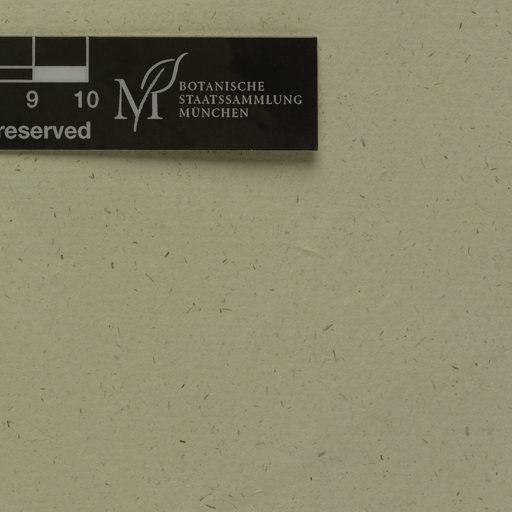 9 10
reserved
BOTANISCHE
STAATSSAMMLUNG
MÜNCHEN